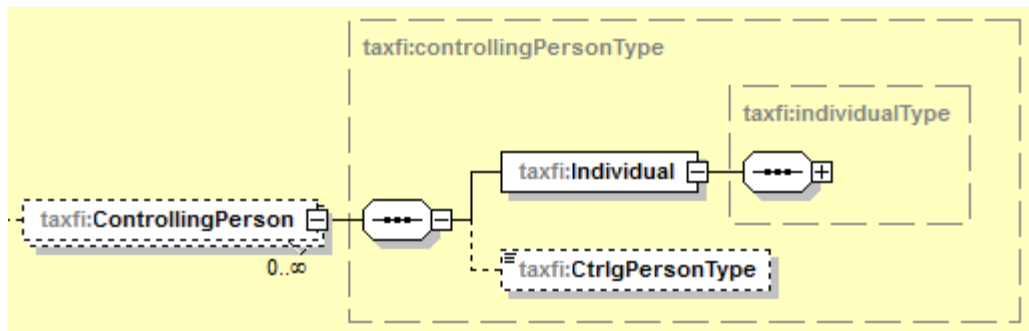 taxfi:controllingPersonType
taxfi:individualType
taxfi:Individual
taxfi:ControllingPerson
0..∞
taxfi:CtrlgPersonType